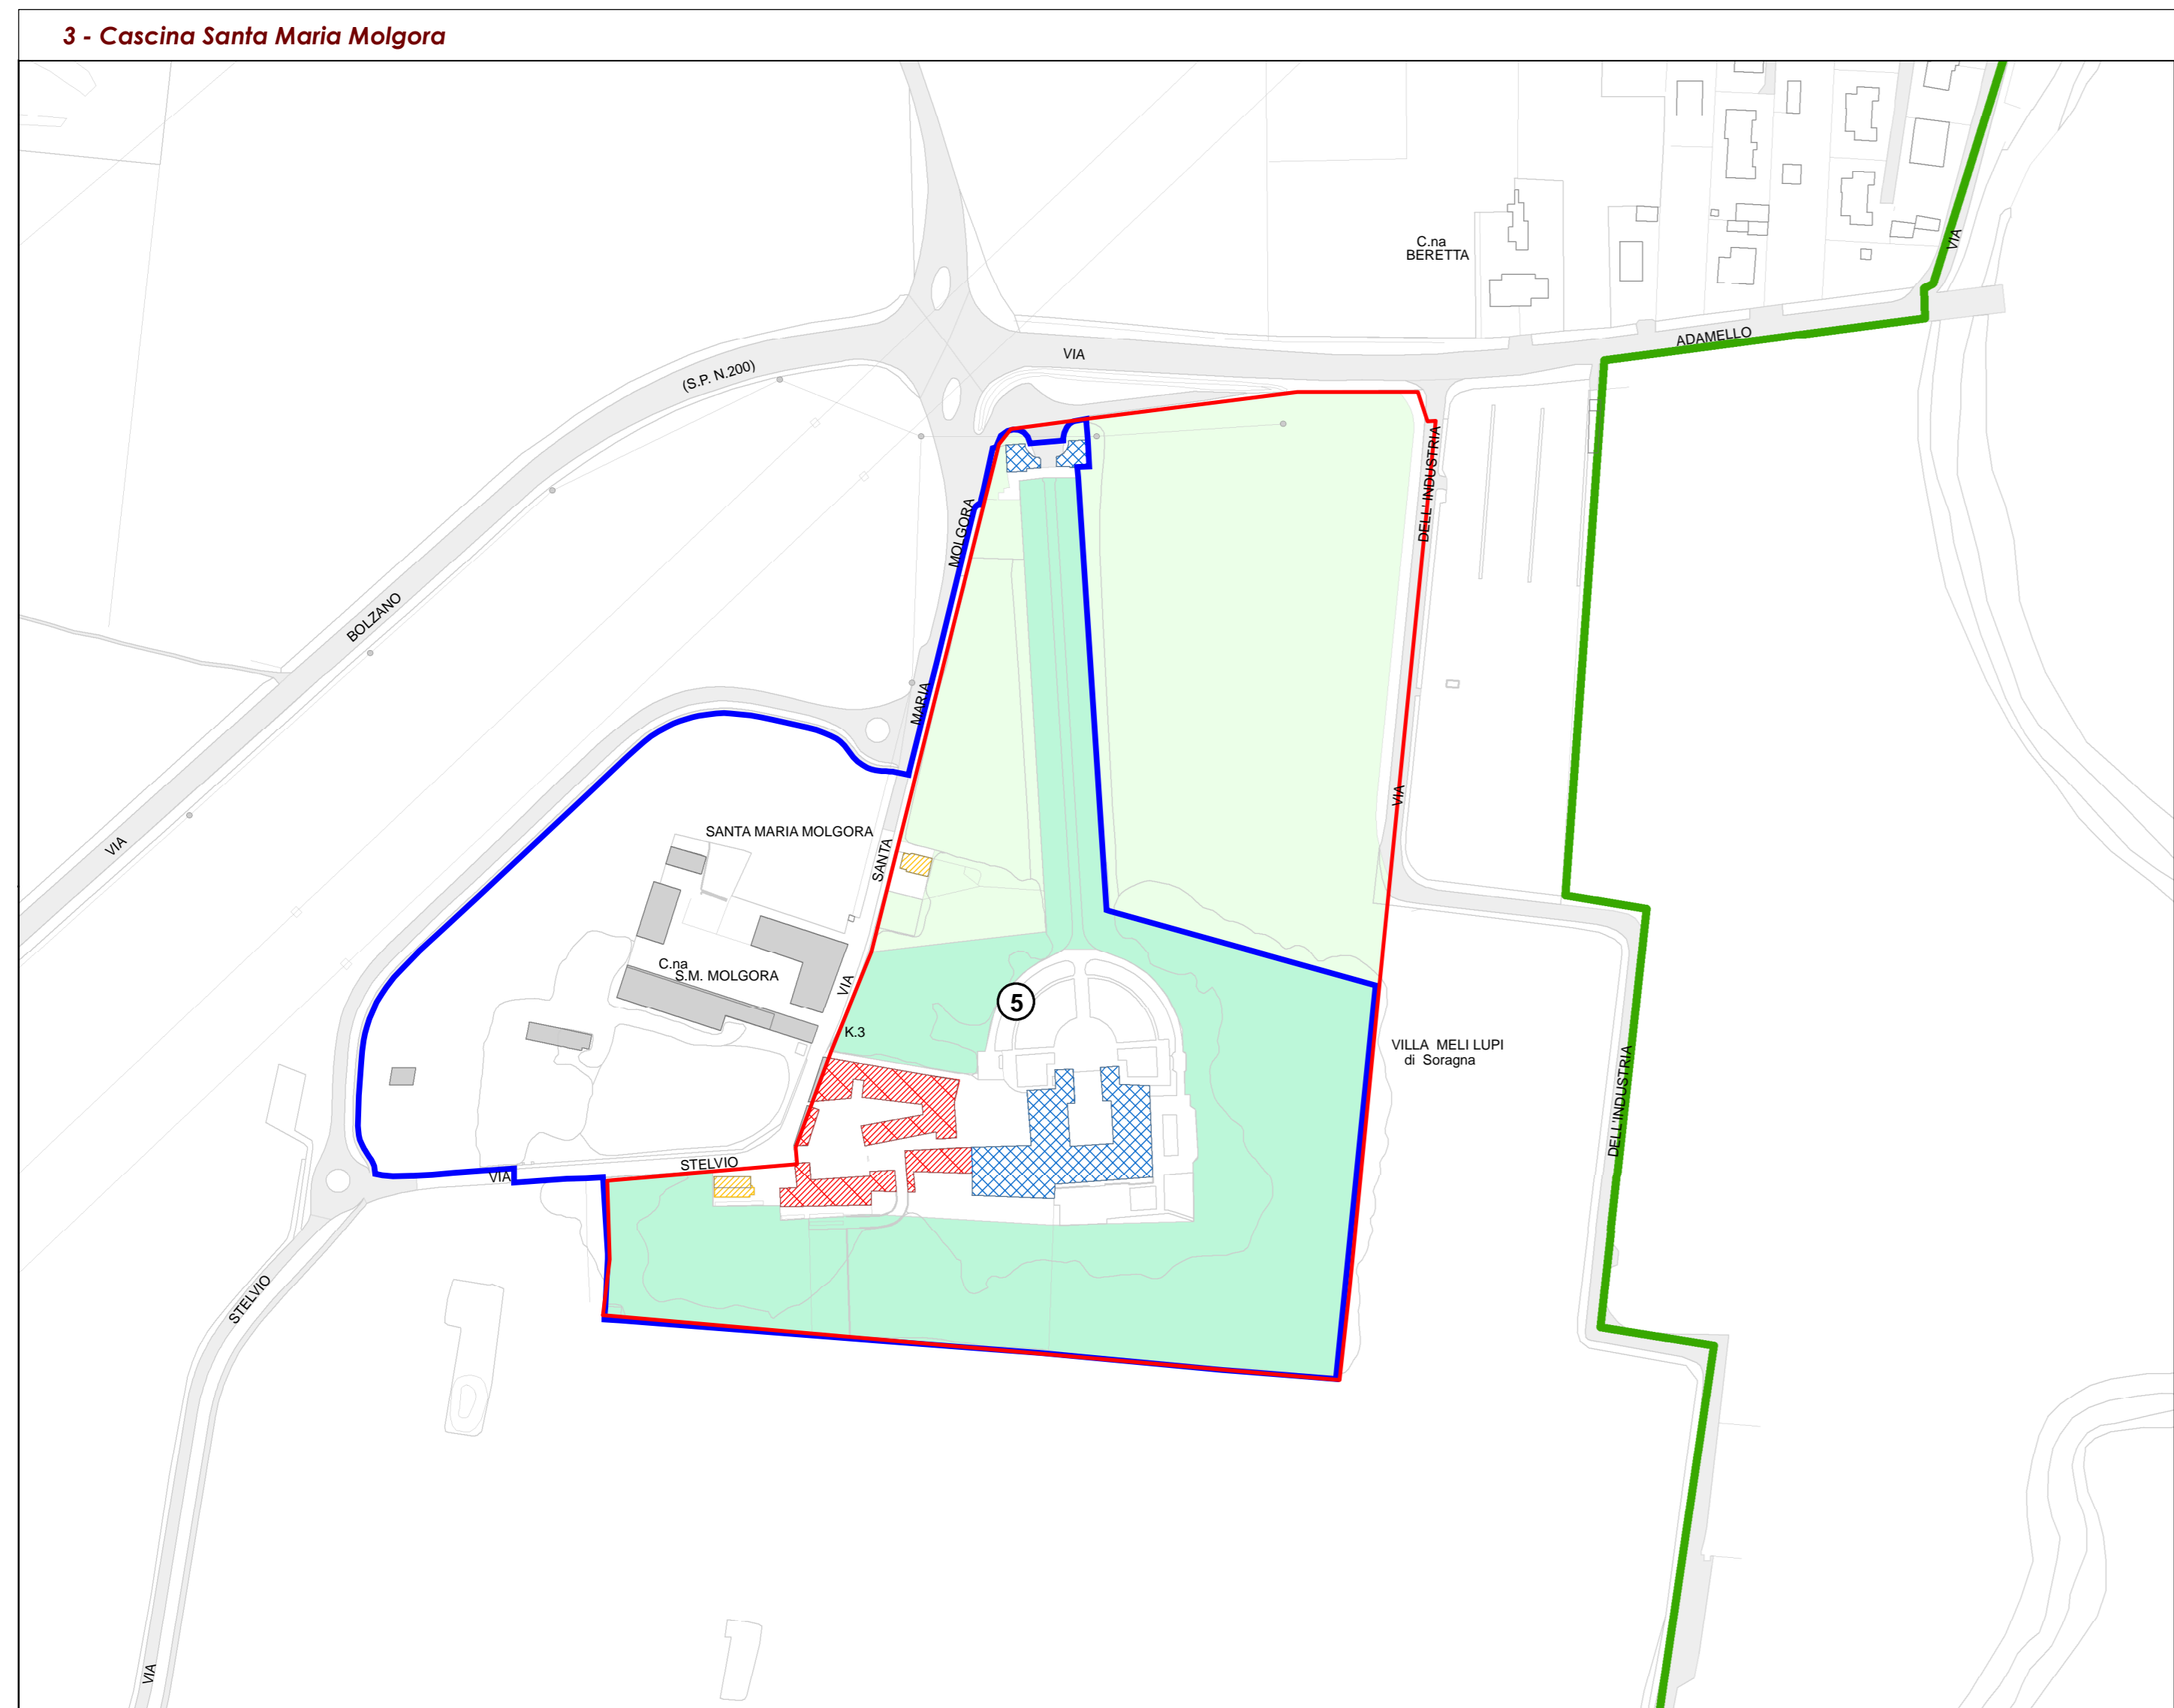 3 - Cascina Santa Maria Molgora
C.na
BERETTA
VIA
ADAMELLO
VIA
(S.P. N.200)
DELL'INDUSTRIA
MOLGORA
BOLZANO
MARIA
VIA
SANTA MARIA MOLGORA
VIA
SANTA
C.na
S.M. MOLGORA
VIA
5
K.3
VILLA MELI LUPI
di Soragna
DELL'INDUSTRIA
STELVIO
VIA
STELVIO
VIA